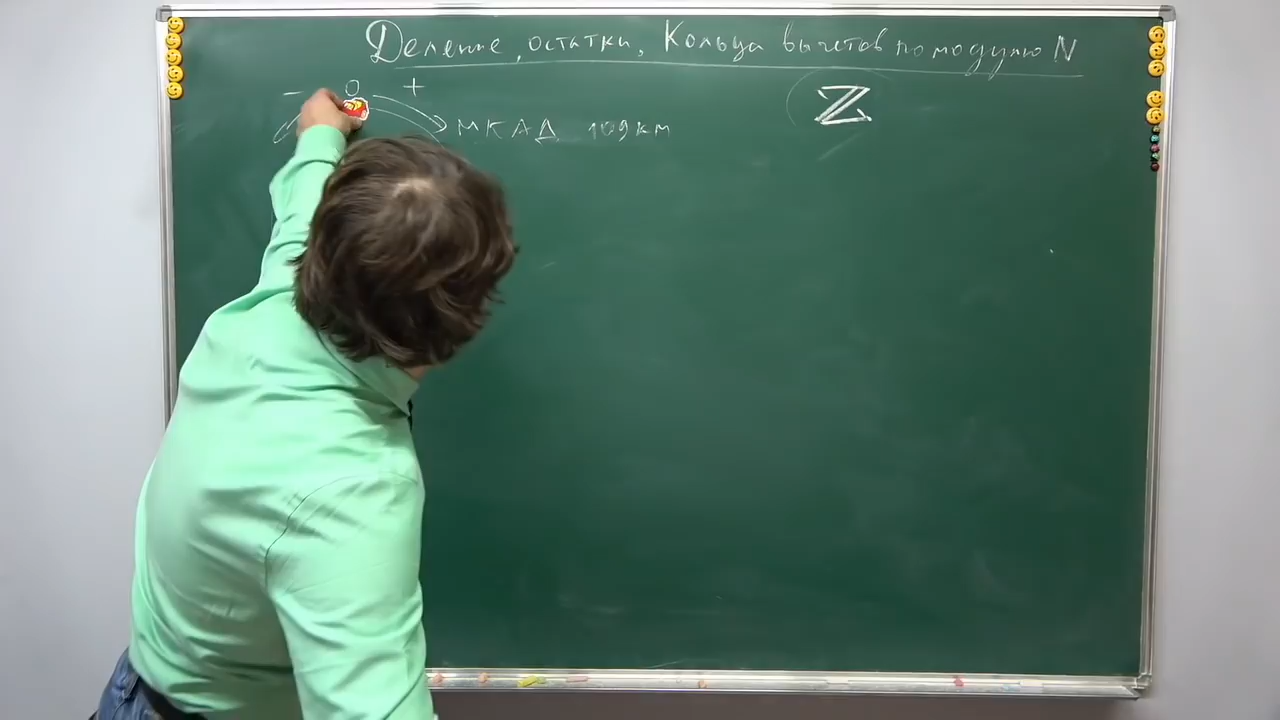 Деление, остатки, Кольца вычетов по модулю N
− 0 +
МКАД 109км
ℤ